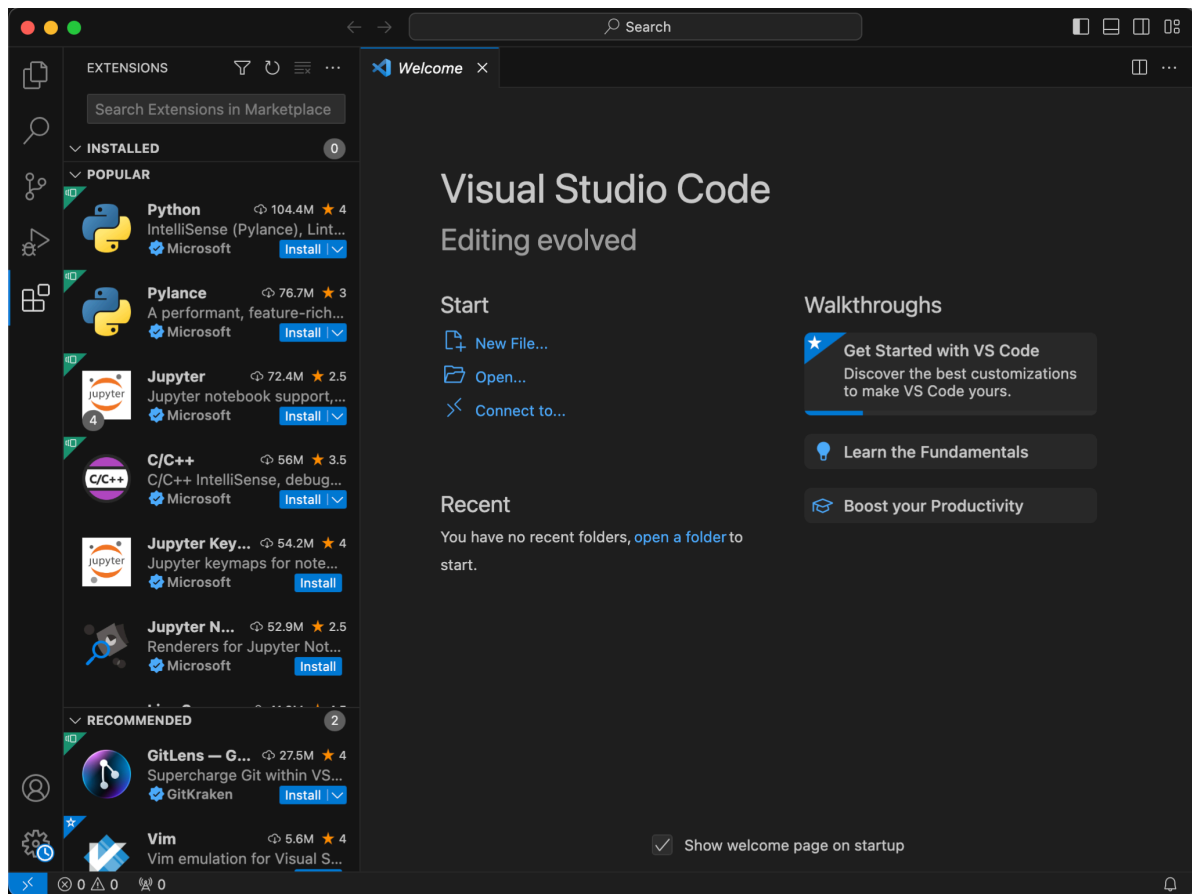 Search
EXTENSIONS
Welcome
Search Extensions in Marketplace
INSTALLED 0
POPULAR
Python 104.4M 4
IntelliSense (Pylance), Lint...
Microsoft Install
Pylance 76.7M 3
A performant, feature-rich...
Microsoft Install
jupyter
4
Jupyter 72.4M 2.5
Jupyter notebook support,...
Microsoft Install
C/C++
C/C++ 56M 3.5
C/C++ IntelliSense, debug...
Microsoft Install
jupyter
Jupyter Key... 54.2M 4
Jupyter keymaps for note...
Microsoft Install
Jupyter N... 52.9M 2.5
Renderers for Jupyter Not...
Microsoft Install
RECOMMENDED 2
GitLens — G... 27.5M 4
Supercharge Git within VS...
GitKraken Install
Vim 5.6M 4
Vim emulation for Visual S...
Visual Studio Code
Editing evolved
Start
New File...
Open...
Connect to...
Recent
You have no recent folders, open a folder to
start.
Walkthroughs
Get Started with VS Code
Discover the best customizations
to make VS Code yours.
Learn the Fundamentals
Boost your Productivity
Show welcome page on startup
0 0 0